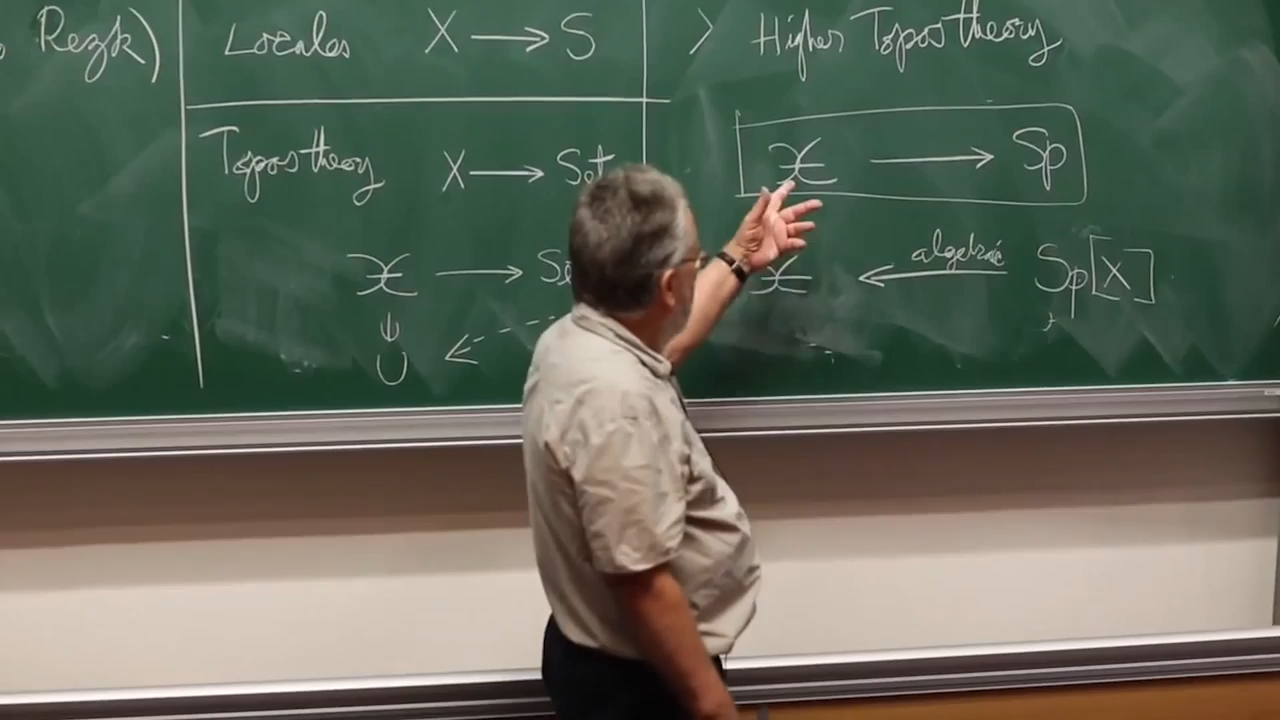 Rezk)
Locales X → S
> Higher Topos theory
Topos theory X → Set
𝒳 → Sp
𝒳 → Se
𝒳 ← algebraic Sp[X]
ψ
U